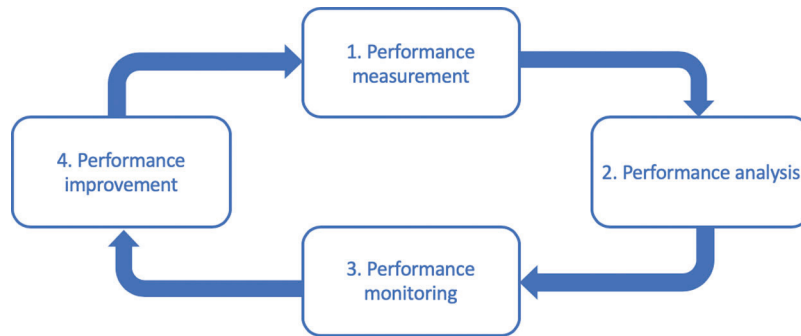 1. Performance
measurement
2. Performance analysis
3. Performance
monitoring
4. Performance
improvement